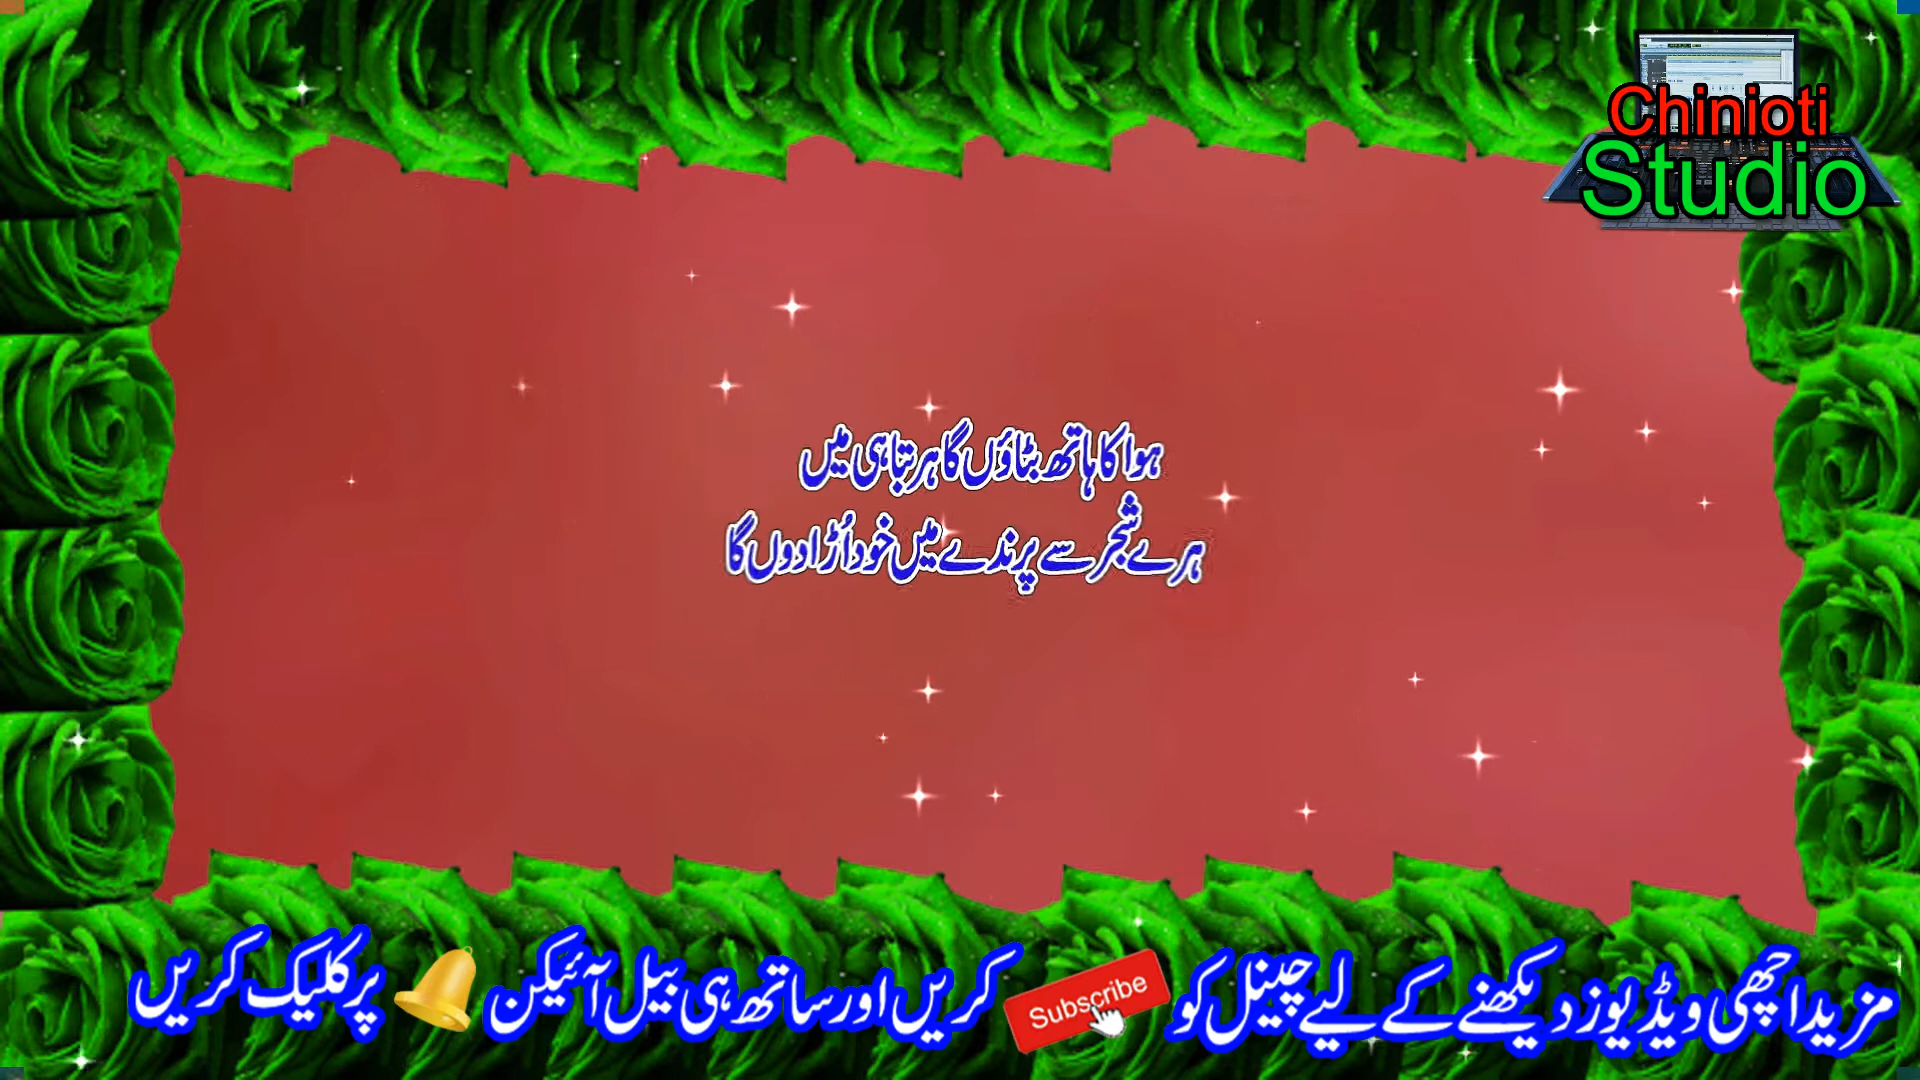 Chinioti
Studio
ہوا کا ہاتھ بٹاؤں گا ہر تباہی میں
ہرے شجر سے پرندے میں خود اُڑا دوں گا
مزید اچھی ویڈیوز دیکھنے کے لیے چینل کو Subscribe کریں اور ساتھ ہی بیل آئیکن پر کلیک کریں